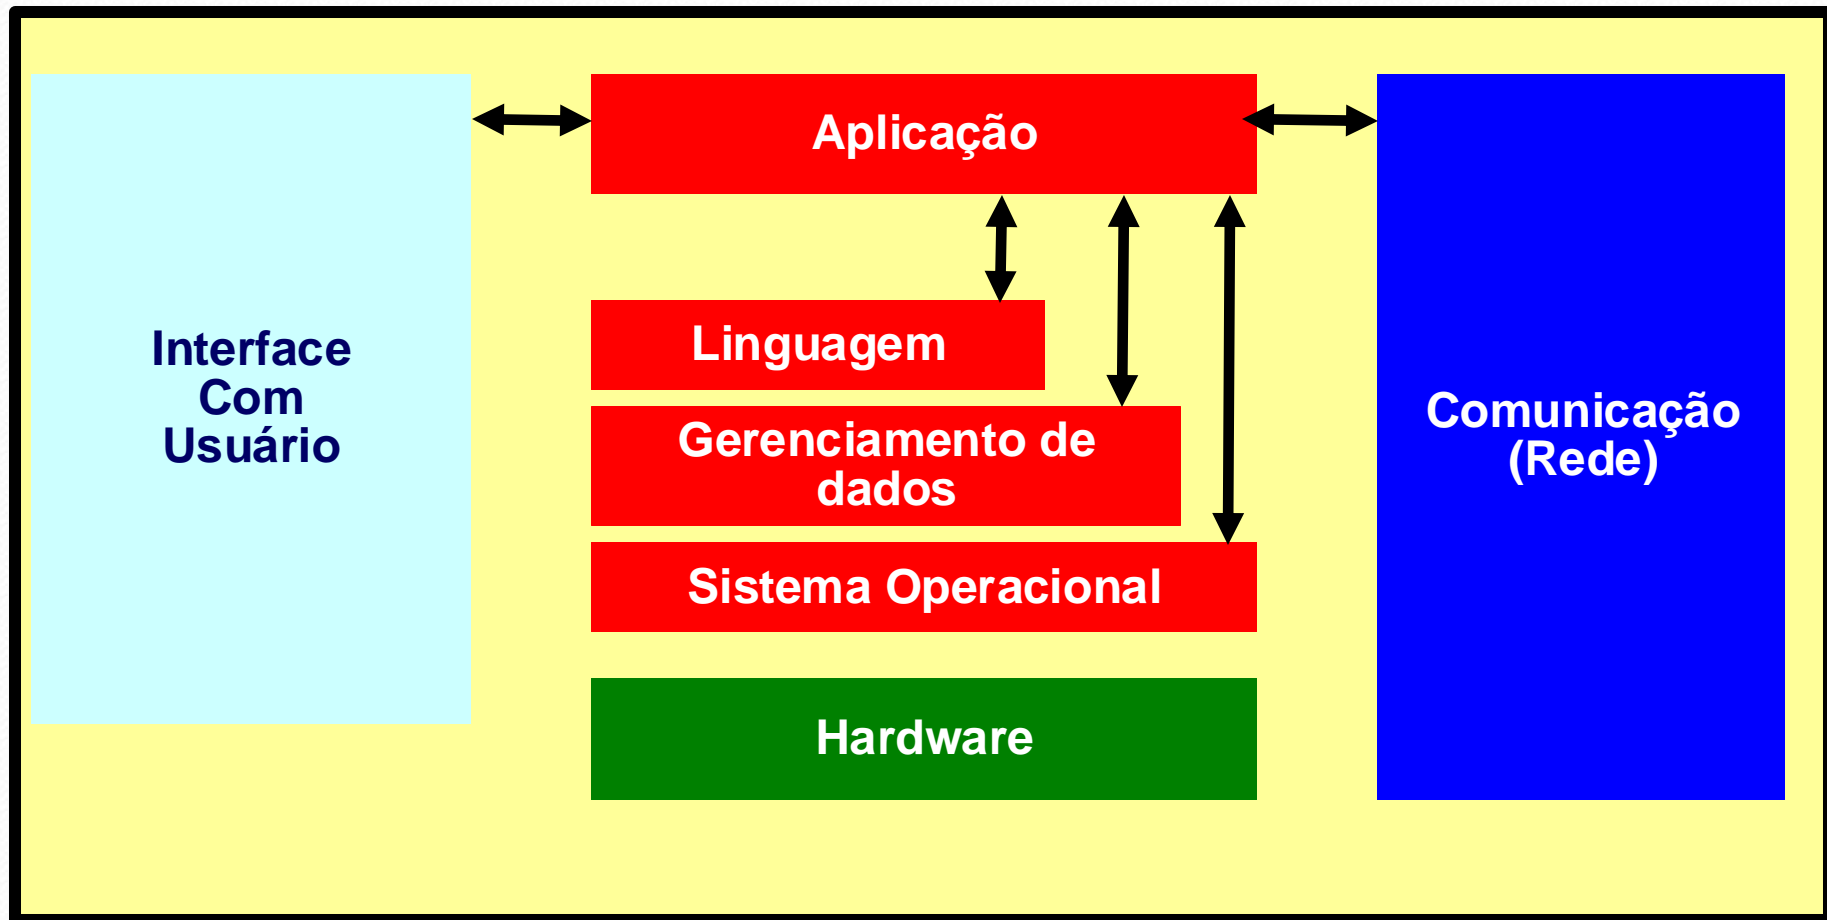 Aplicação
Interface
Com
Usuário
Linguagem
Gerenciamento de
dados
Sistema Operacional
Hardware
Comunicação
(Rede)